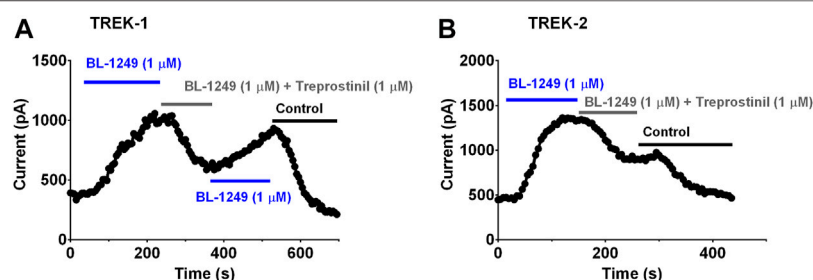 A TREK-1
BL-1249 (1 μM)
BL-1249 (1 μM) + Treprostinil (1 μM)
Control
BL-1249 (1 μM)
Current (pA)
1500
1000
500
0
0 200 400 600
Time (s)
B TREK-2
BL-1249 (1 μM)
BL-1249 (1 μM) + Treprostinil (1 μM)
Control
Current (pA)
2000
1500
1000
500
0
0 200 400
Time (s)